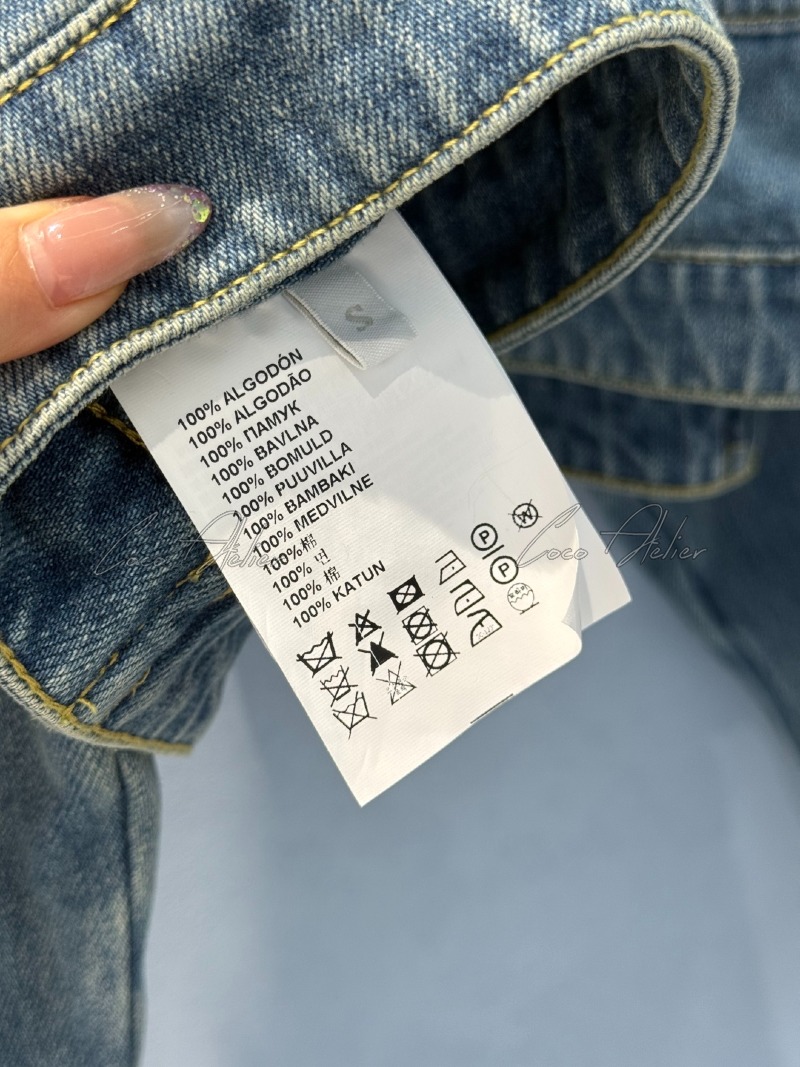 S
100% ALGODÓN
100% ALGODÃO
100% ПАМУК
100% BAVLNA
100% BOMULD
100% PUUVILLA
100% BAMBAKI
100% MEDVILNE
100%棉
100% 면
100% 棉
100% KATUN
P
W
P
Coco Atelier
Atelier